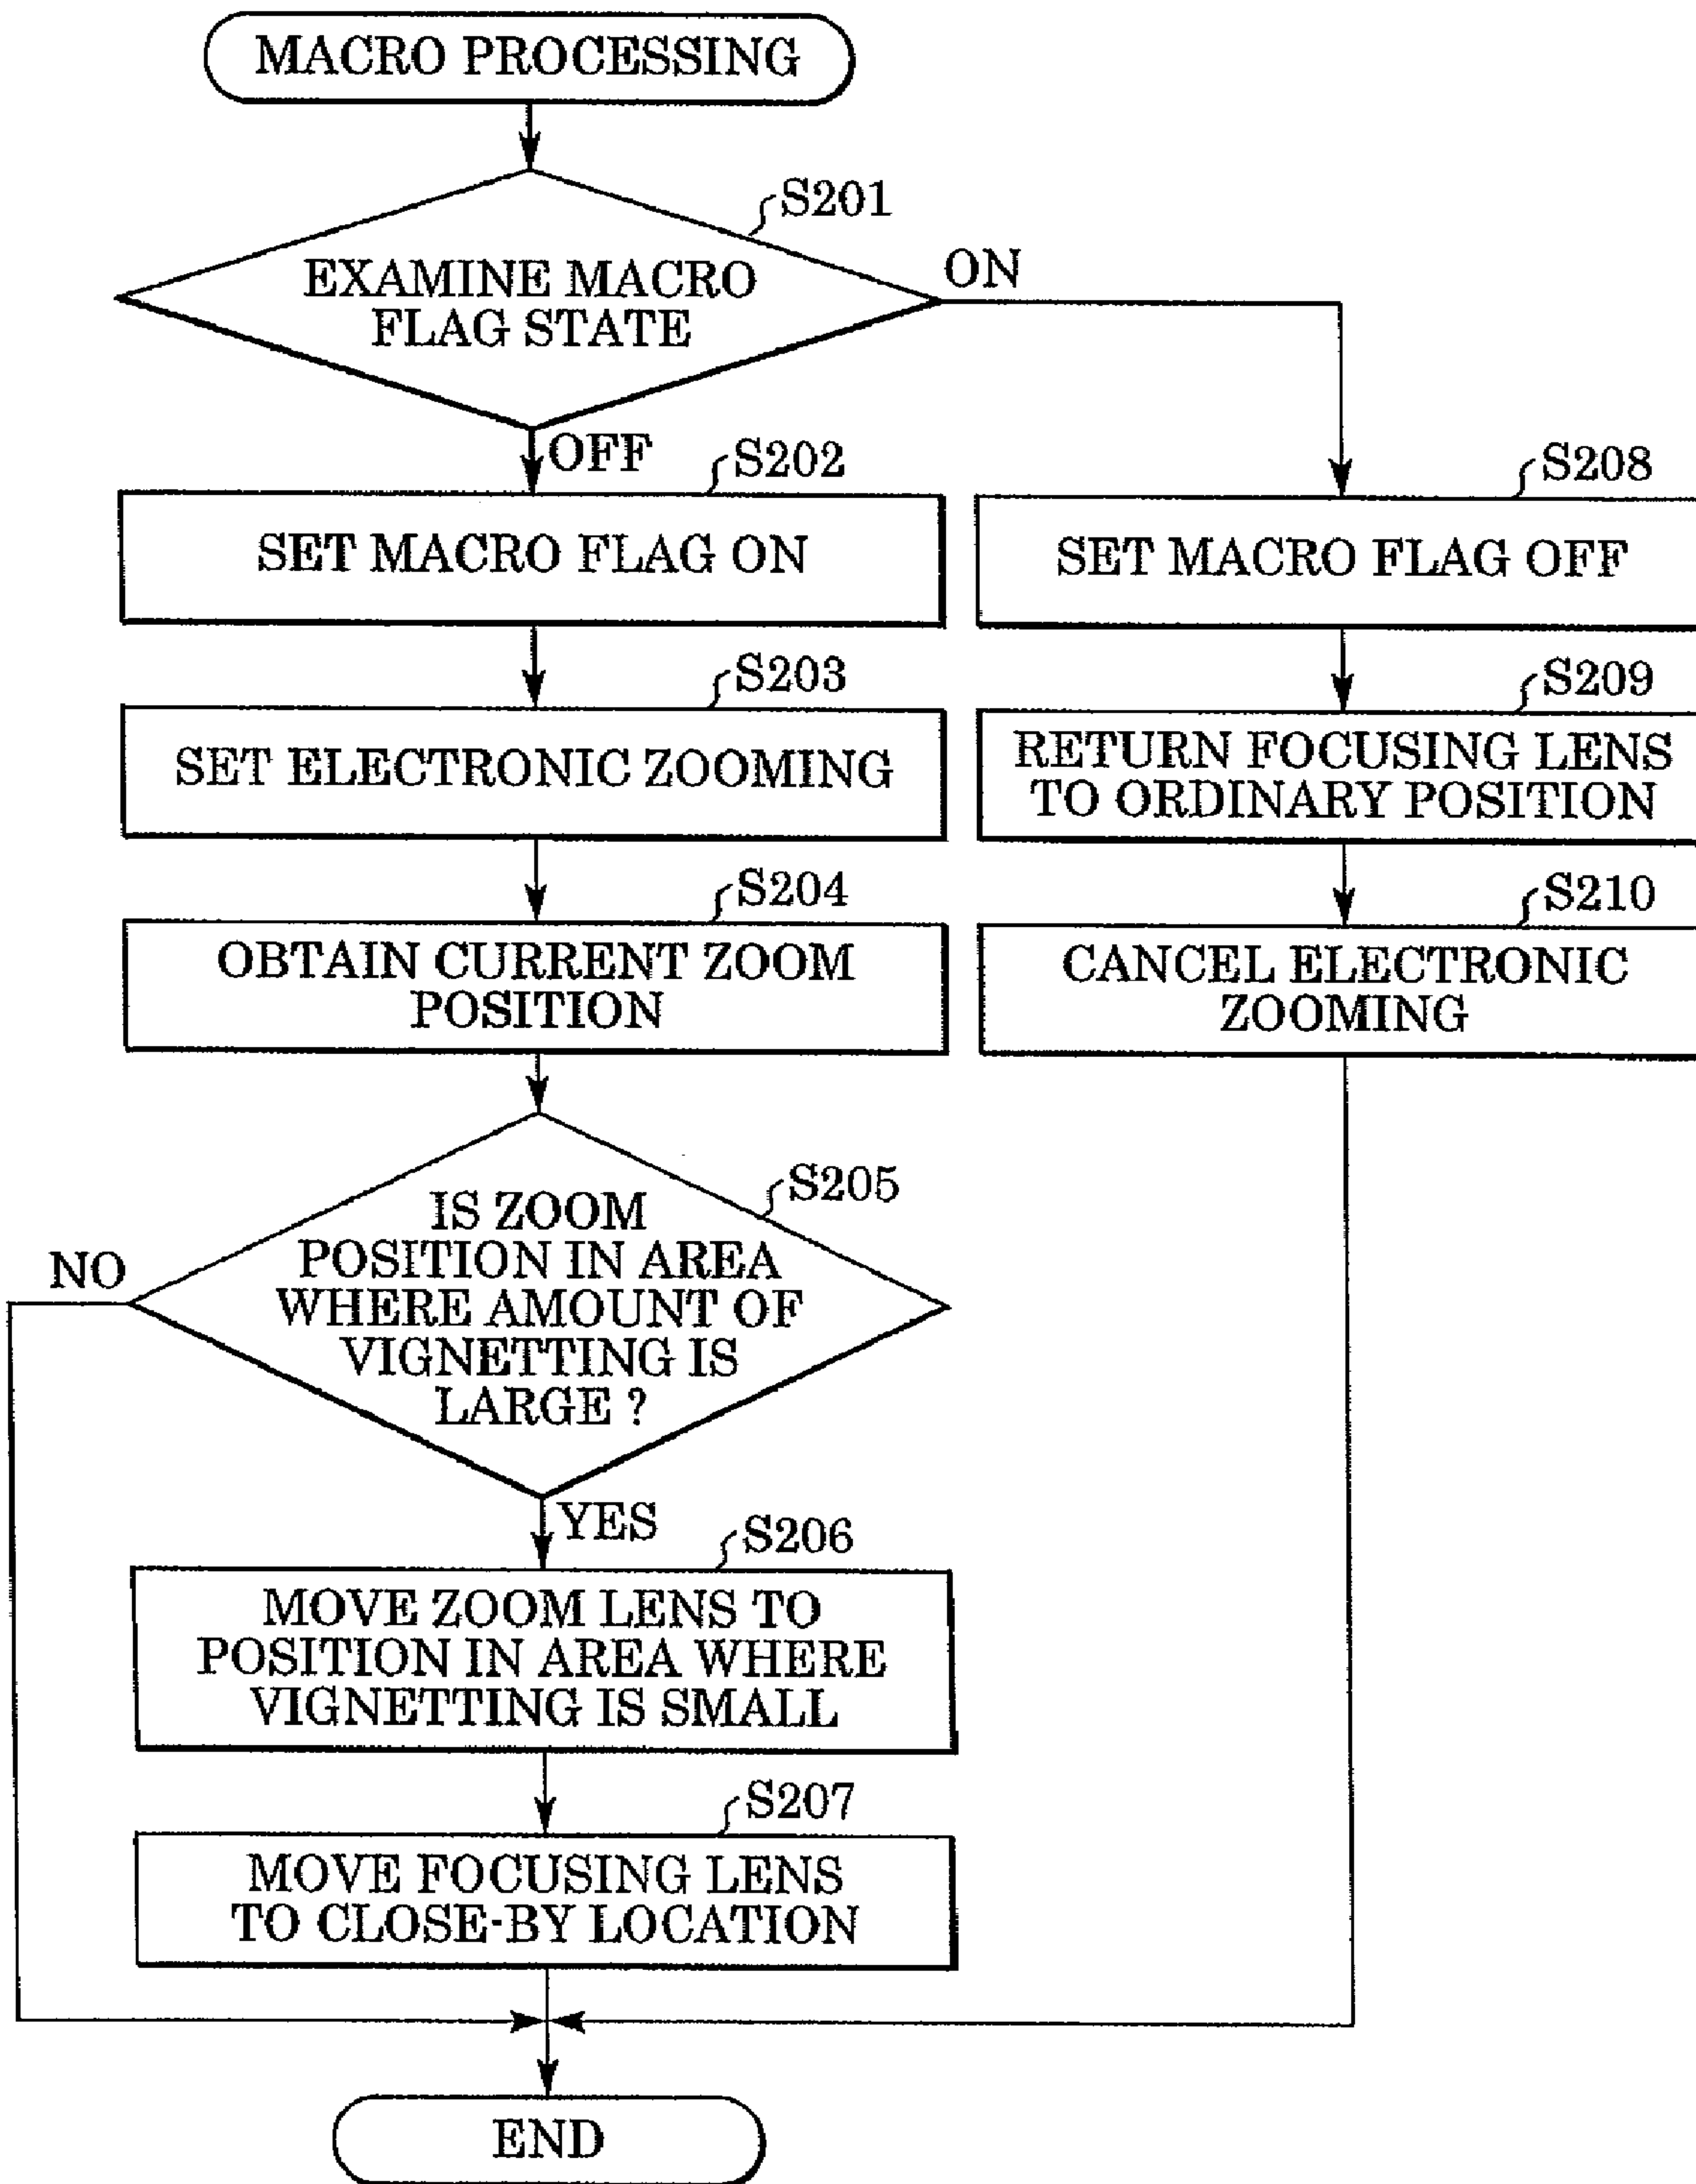 MACRO PROCESSING
S201
EXAMINE MACRO
FLAG STATE
ON
OFF
S202
SET MACRO FLAG ON
S208
SET MACRO FLAG OFF
S203
SET ELECTRONIC ZOOMING
S209
RETURN FOCUSING LENS
TO ORDINARY POSITION
S204
OBTAIN CURRENT ZOOM
POSITION
S210
CANCEL ELECTRONIC
ZOOMING
S205
IS ZOOM
POSITION IN AREA
WHERE AMOUNT OF
VIGNETTING IS
LARGE ?
NO
YES
S206
MOVE ZOOM LENS TO
POSITION IN AREA WHERE
VIGNETTING IS SMALL
S207
MOVE FOCUSING LENS
TO CLOSE-BY LOCATION
END